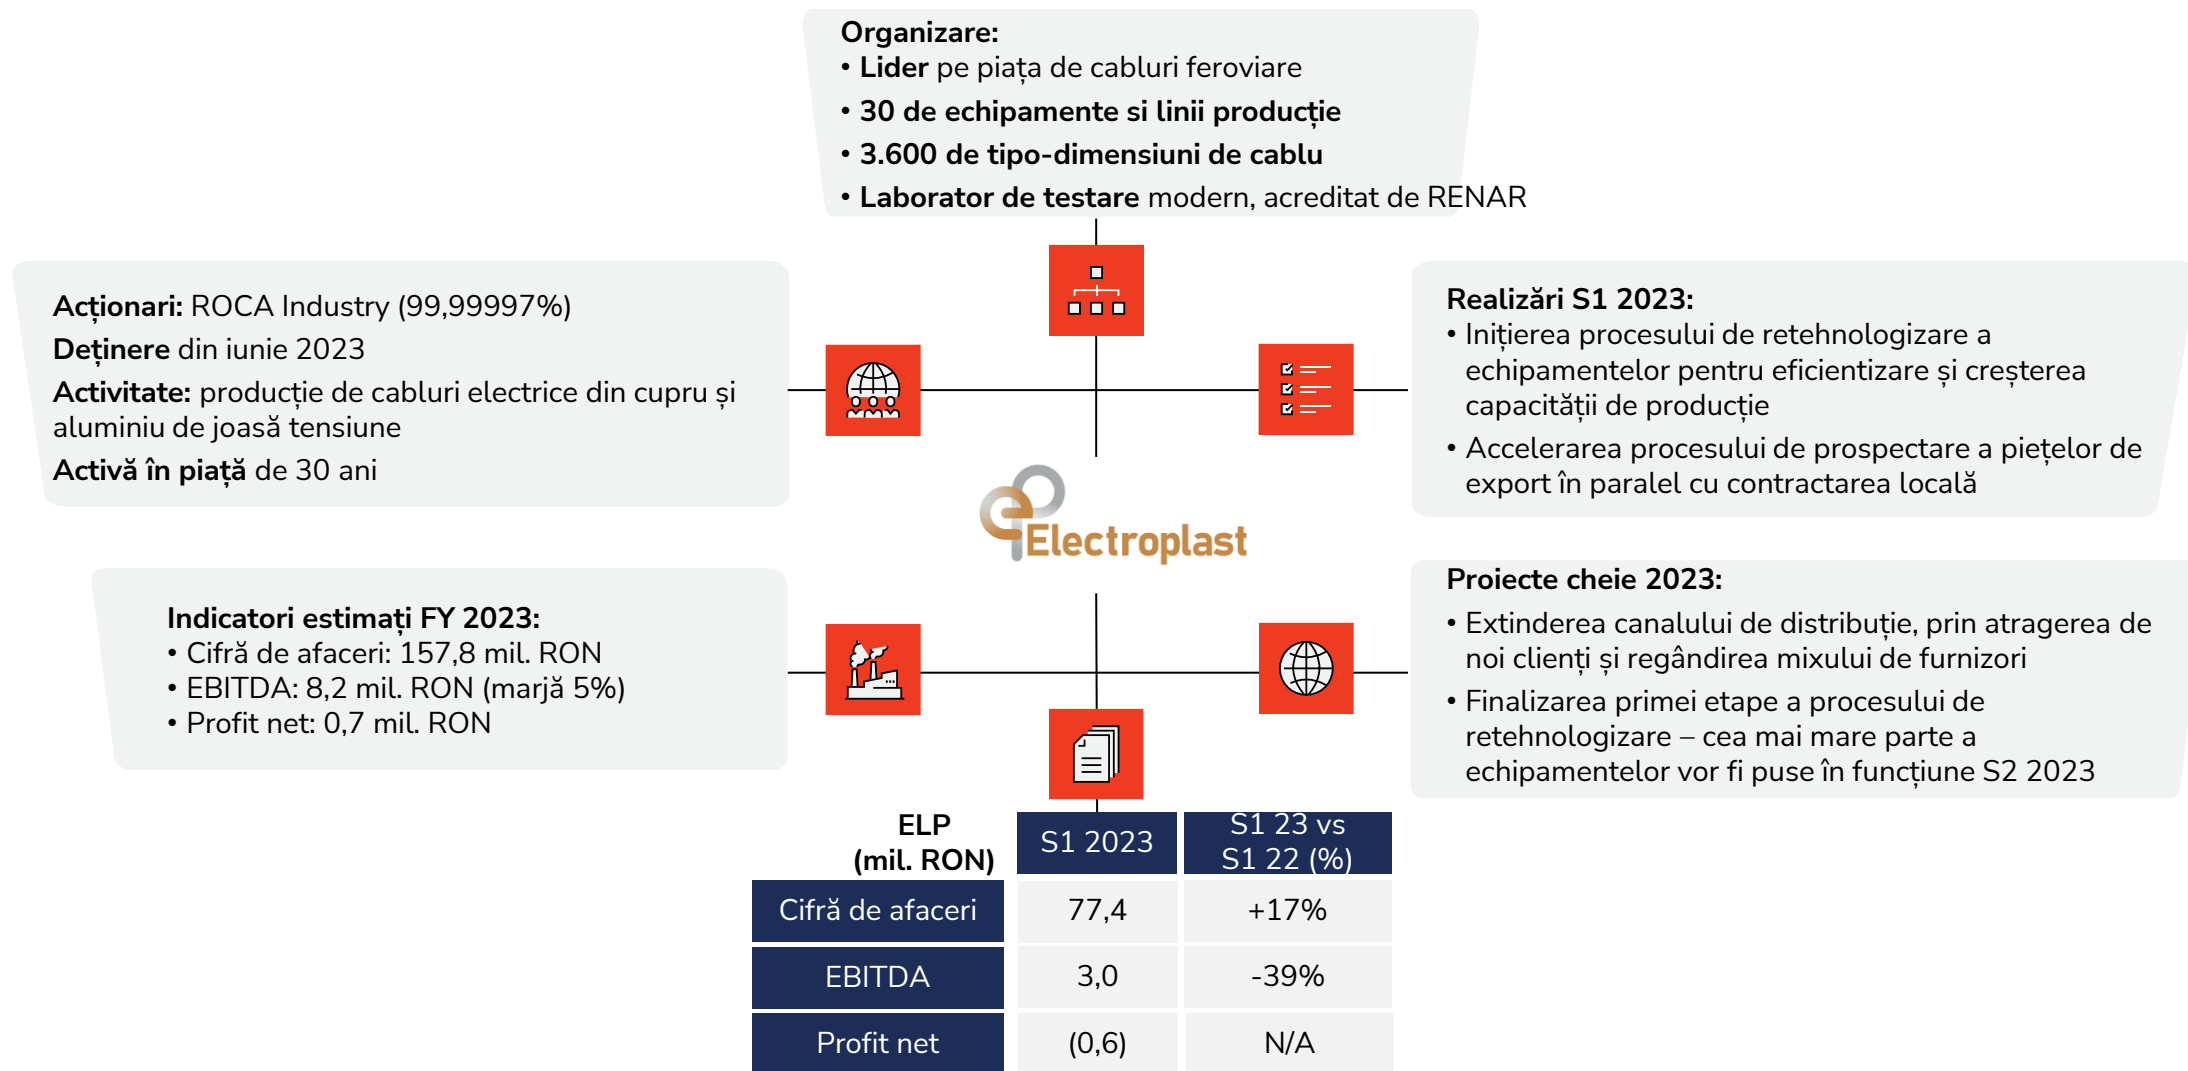 Organizare:
• Lider pe piața de cabluri feroviare
• 30 de echipamente si linii producție
• 3.600 de tipo-dimensiuni de cablu
• Laborator de testare modern, acreditat de RENAR
Acționari: ROCA Industry (99,99997%)
Deținere din iunie 2023
Activitate: producție de cabluri electrice din cupru și
aluminiu de joasă tensiune
Activă în piață de 30 ani
Realizări S1 2023:
• Inițierea procesului de retehnologizare a
echipamentelor pentru eficientizare și creșterea
capacității de producție
• Accelerarea procesului de prospectare a piețelor de
export în paralel cu contractarea locală
ep
Electroplast
Indicatori estimați FY 2023:
• Cifră de afaceri: 157,8 mil. RON
• EBITDA: 8,2 mil. RON (marjă 5%)
• Profit net: 0,7 mil. RON
Proiecte cheie 2023:
• Extinderea canalului de distribuție, prin atragerea de
noi clienți și regândirea mixului de furnizori
• Finalizarea primei etape a procesului de
retehnologizare – cea mai mare parte a
echipamentelor vor fi puse în funcțiune S2 2023
ELP
(mil. RON)
S1 2023
S1 23 vs
S1 22 (%)
Cifră de afaceri 77,4 +17%
EBITDA 3,0 -39%
Profit net (0,6) N/A